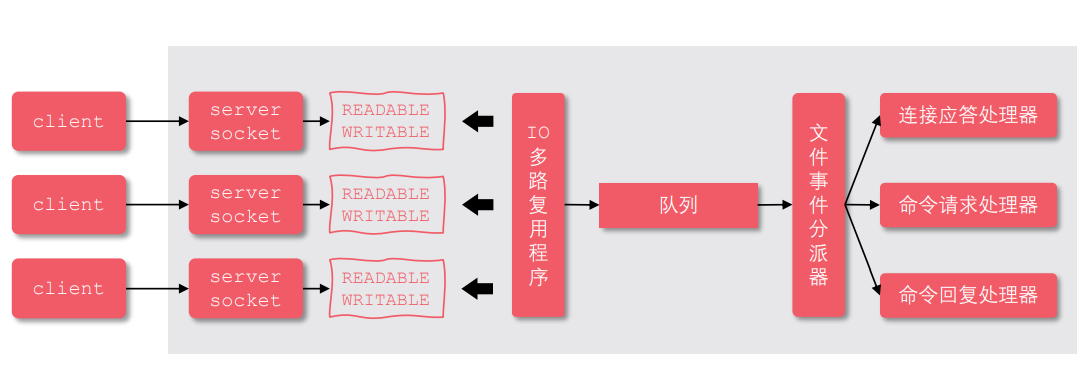 client
server
socket
READABLE
WRITABLE
client
server
socket
READABLE
WRITABLE
client
server
socket
READABLE
WRITABLE
IO
多
路
复
用
程
序
队列
文
件
事
件
分
派
器
连接应答处理器
命令请求处理器
命令回复处理器